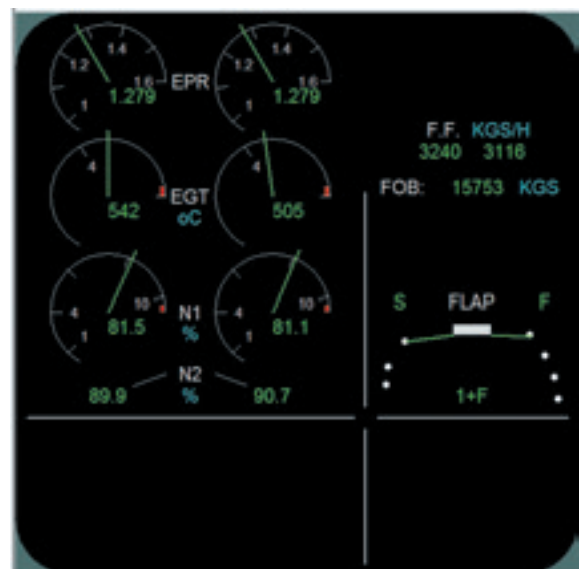 1.2 1.4 1.6 1 1.279
EPR
1.2 1.4 1.6 1 1.279
F.F. KGS/H
3240 3116
FOB: 15753 KGS
4 542
EGT
oC
4 505
4 1 10 81.5
N1
%
4 1 10 81.1
S FLAP F
1+F
N2
89.9 % 90.7